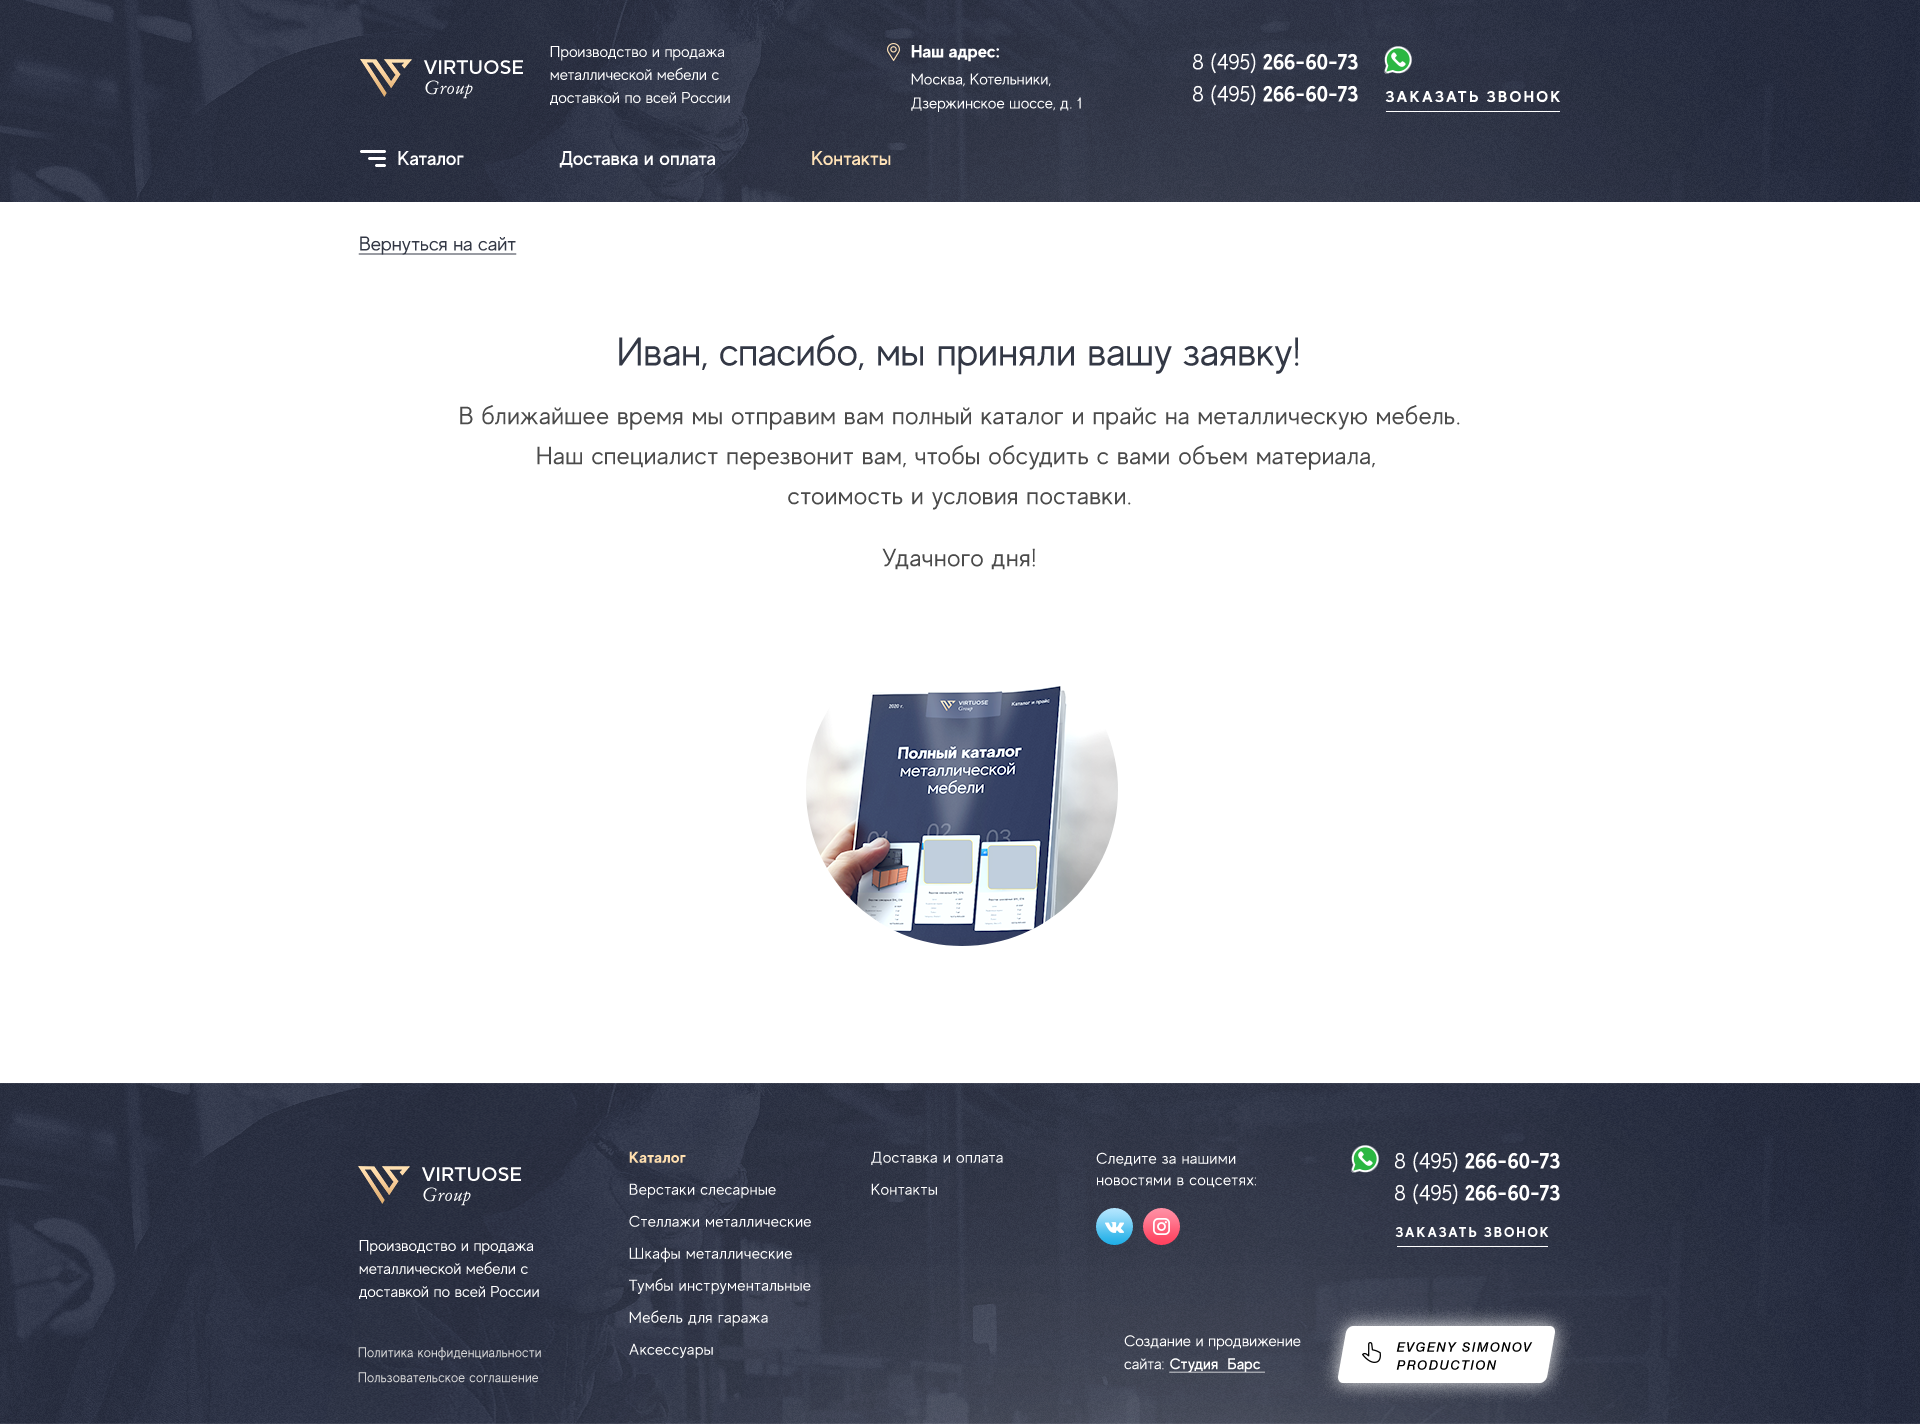 VIRTUOSE
Group
Производство и продажа
металлической мебели с
доставкой по всей России
Наш адрес:
Москва, Котельники,
Дзержинское шоссе, д. 1
8 (495) 266-60-73
8 (495) 266-60-73
ЗАКАЗАТЬ ЗВОНОК
Каталог
Доставка и оплата
Контакты
Вернуться на сайт
Иван, спасибо, мы приняли вашу заявку!
В ближайшее время мы отправим вам полный каталог и прайс на металлическую мебель.
Наш специалист перезвонит вам, чтобы обсудить с вами объем материала,
стоимость и условия поставки.
Удачного дня!
2020 г.
VIRTUOSE
Group
Каталог и прайс
Полный каталог
металлической
мебели
01
02
03
VIRTUOSE
Group
Производство и продажа
металлической мебели с
доставкой по всей России
Политика конфиденциальности
Пользовательское соглашение
Каталог
Верстаки слесарные
Стеллажи металлические
Шкафы металлические
Тумбы инструментальные
Мебель для гаража
Аксессуары
Доставка и оплата
Контакты
Следите за нашими
новостями в соцсетях:
8 (495) 266-60-73
8 (495) 266-60-73
ЗАКАЗАТЬ ЗВОНОК
Создание и продвижение
сайта: Студия Барс
EVGENY SIMONOV
PRODUCTION